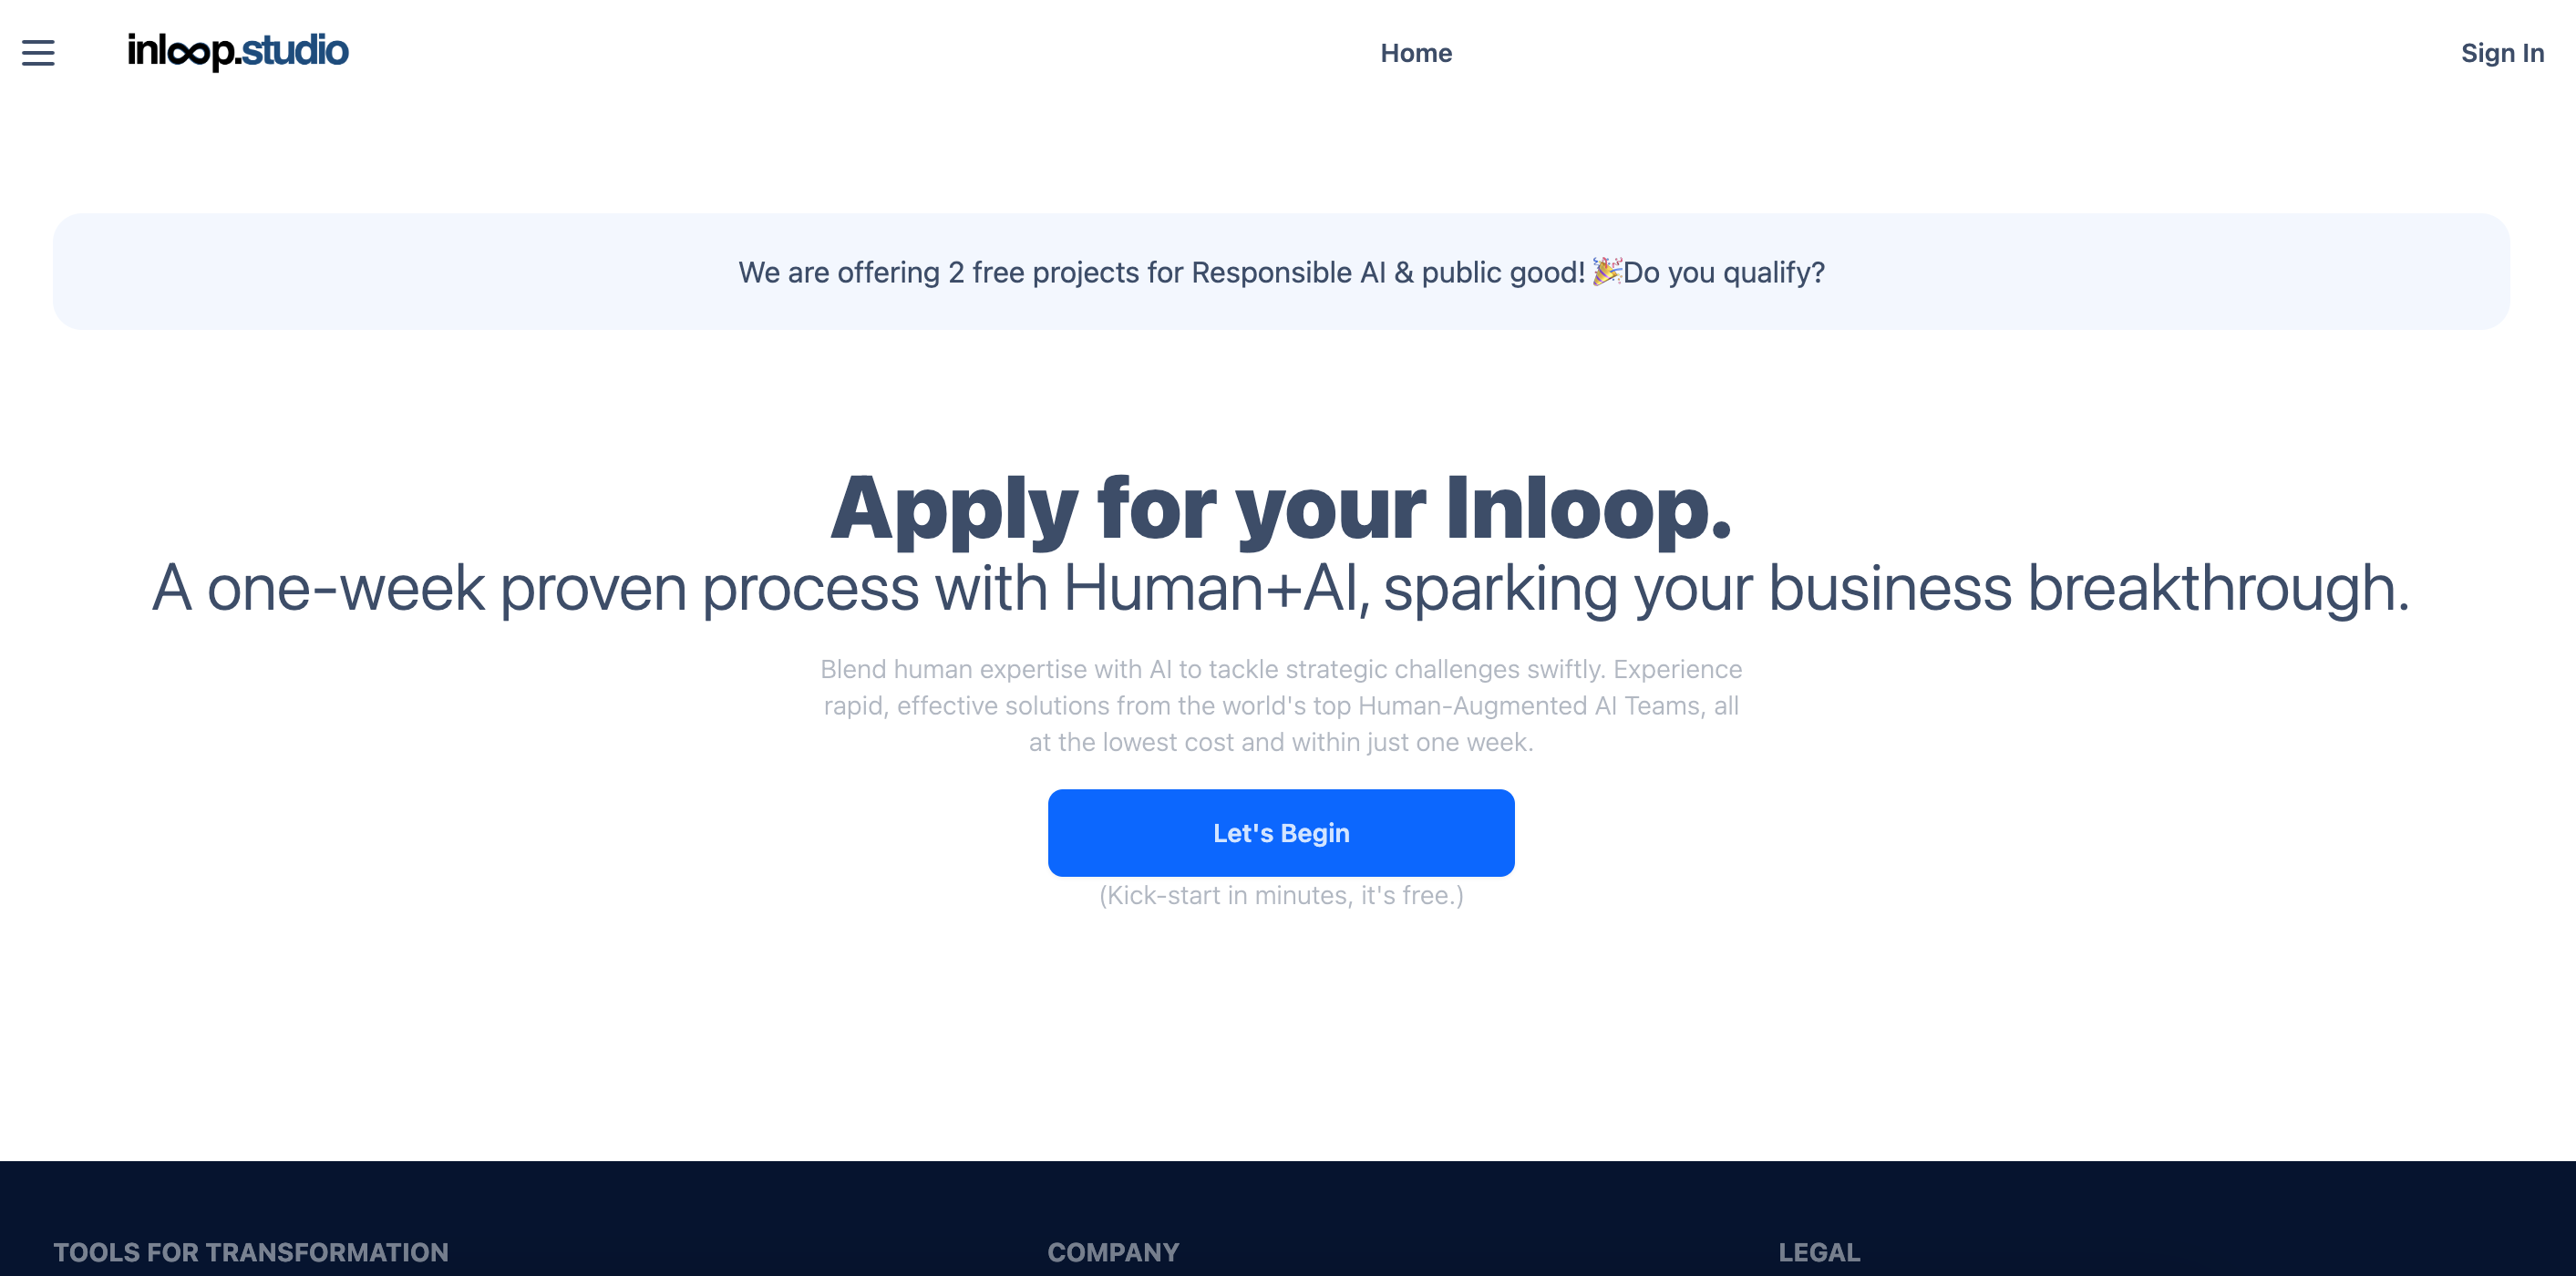 inloop.studio
Home
Sign In
We are offering 2 free projects for Responsible AI & public good! 🎉Do you qualify?
Apply for your Inloop.
A one-week proven process with Human+AI, sparking your business breakthrough.
Blend human expertise with AI to tackle strategic challenges swiftly. Experience
rapid, effective solutions from the world's top Human-Augmented AI Teams, all
at the lowest cost and within just one week.
Let's Begin
(Kick-start in minutes, it's free.)
TOOLS FOR TRANSFORMATION
COMPANY
LEGAL